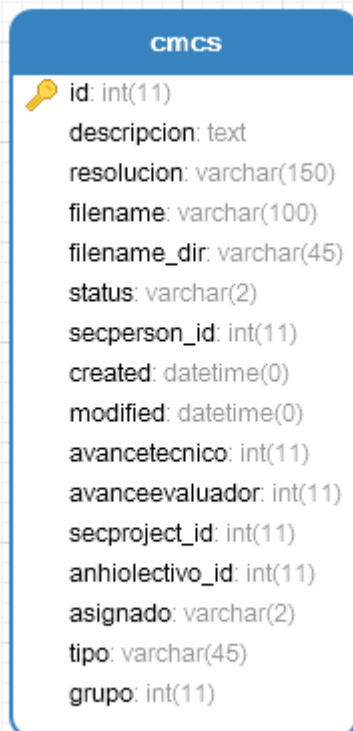 cmcs
id: int(11)
descripcion: text
resolucion: varchar(150)
filename: varchar(100)
filename_dir: varchar(45)
status: varchar(2)
secperson_id: int(11)
created: datetime(0)
modified: datetime(0)
avancetecnico: int(11)
avanceevaluador: int(11)
secproject_id: int(11)
anhiolectivo_id: int(11)
asignado: varchar(2)
tipo: varchar(45)
grupo: int(11)